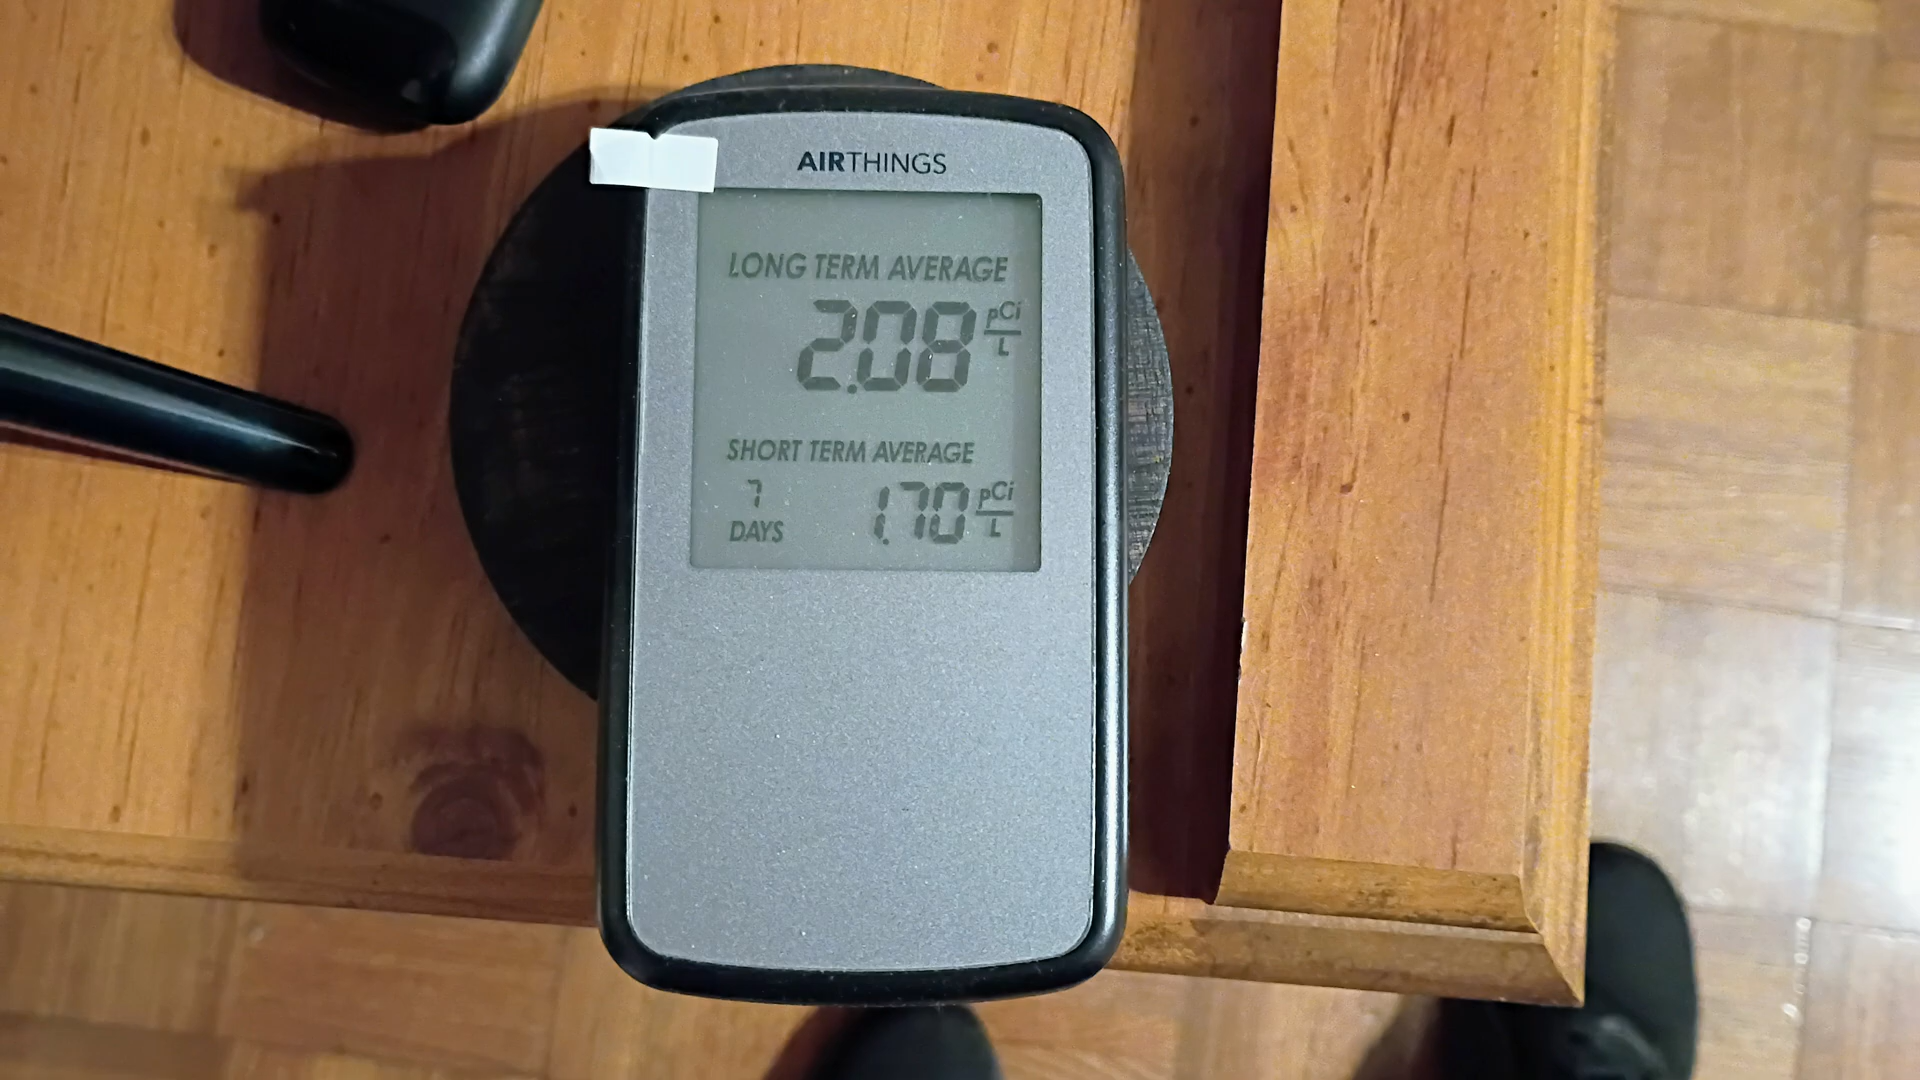 AIRTHINGS
LONG TERM AVERAGE
2.08 pCi/L
SHORT TERM AVERAGE
7 DAYS 1.70 pCi/L